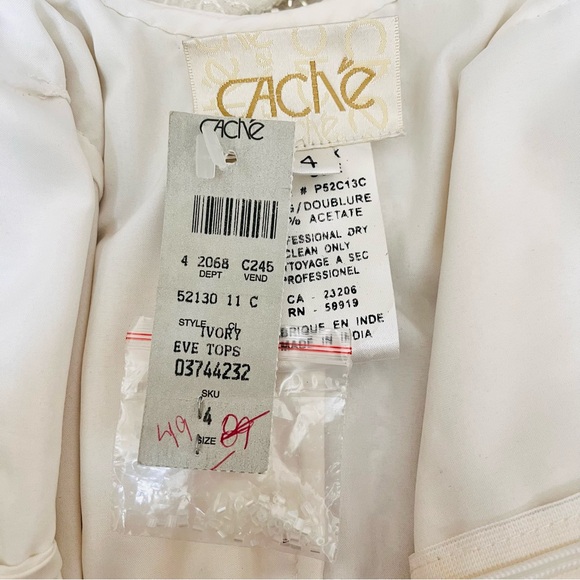 CAChé
CAChé
4
# P52C13C
/DOUBLURE
% ACETATE
FESSIONAL DRY
CLEAN ONLY
TTOYAGE A SEC
PROFESSIONEL
CA - 23206
RN - 58919
BRIQUE EN INDE
MADE IN INDIA
4 2068 C245
DEPT VEND
52130 11 C
STYLE CL
IVORY
EVE TOPS
03744232
SKU
4
SIZE
49 89